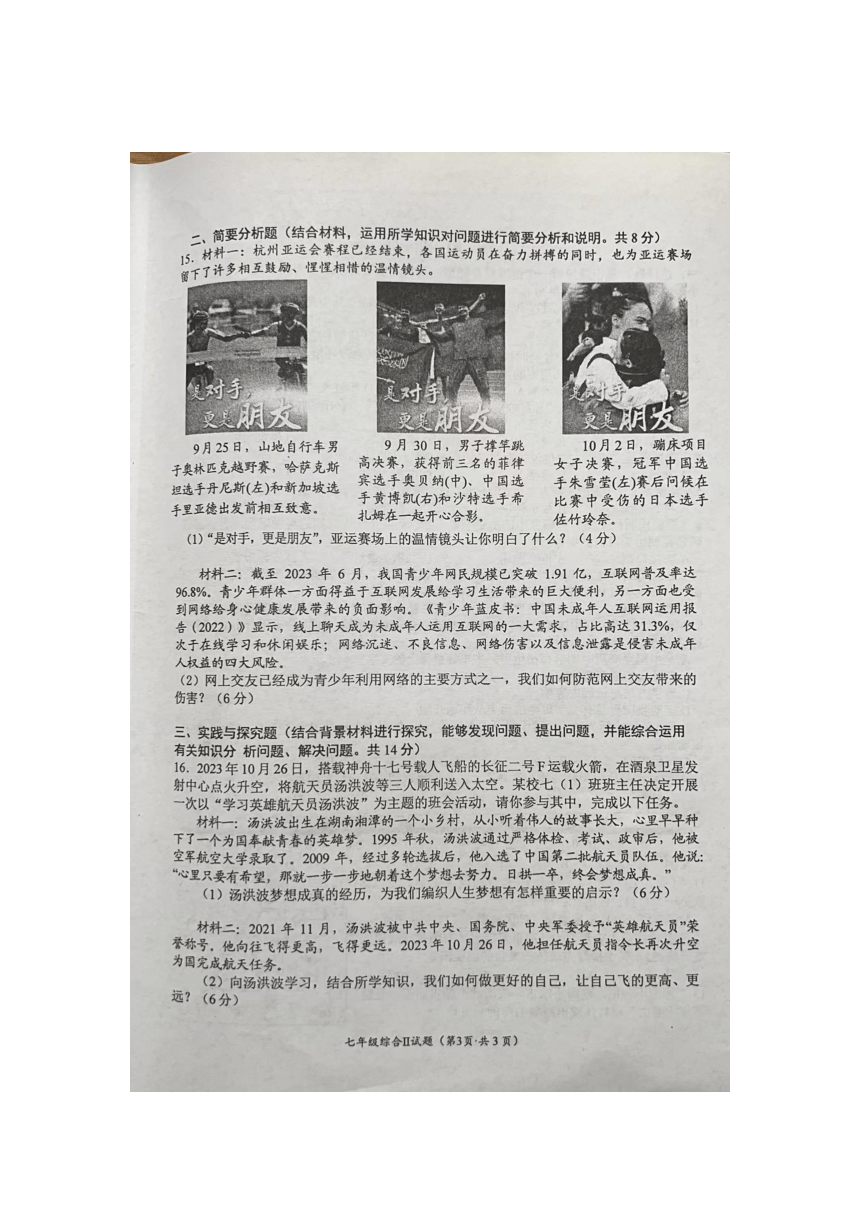 二、简要分析题（结合材料，运用所学知识对问题进行简要分析和说明。共 8 分）
15. 材料一：杭州亚运会赛程已经结束，各国运动员在奋力拼搏的同时，也为亚运赛场
留下了许多相互鼓励、惺惺相惜的温情镜头。
是对手，
更是朋友
是对手，
更是朋友
是对手，
更是朋友
9月25日，山地自行车男
子奥林匹克越野赛，哈萨克斯
坦选手丹尼斯(左)和新加坡选
手里亚德出发前相互致意。
9 月 30 日，男子撑竿跳
高决赛，获得前三名的菲律
宾选手奥贝纳(中)、中国选
手黄博凯(右)和沙特选手希
扎姆在一起开心合影。
10月2日，蹦床项目
女子决赛，冠军中国选
手朱雪莹(左)赛后问候在
比赛中受伤的日本选手
佐竹玲奈。
(1)“是对手，更是朋友”，亚运赛场上的温情镜头让你明白了什么？（4 分）
材料二：截至 2023 年 6 月，我国青少年网民规模已突破 1.91 亿，互联网普及率达
96.8%。青少年群体一方面得益于互联网发展给学习生活带来的巨大便利，另一方面也受
到网络给身心健康发展带来的负面影响。《青少年蓝皮书：中国未成年人互联网运用报
告（2022）》显示，线上聊天成为未成年人运用互联网的一大需求，占比高达 31.3%，仅
次于在线学习和休闲娱乐；网络沉迷、不良信息、网络伤害以及信息泄露是侵害未成年
人权益的四大风险。
（2）网上交友已经成为青少年利用网络的主要方式之一，我们如何防范网上交友带来的
伤害？（6 分）
三、实践与探究题（结合背景材料进行探究，能够发现问题、提出问题，并能综合运用
有关知识分 析问题、解决问题。共 14 分）
16. 2023 年 10 月 26 日，搭载神舟十七号载人飞船的长征二号 F 运载火箭，在酒泉卫星发
射中心点火升空，将航天员汤洪波等三人顺利送入太空。某校七（1）班班主任决定开展
一次以“学习英雄航天员汤洪波”为主题的班会活动，请你参与其中，完成以下任务。
材料一：汤洪波出生在湖南湘潭的一个小乡村，从小听着伟人的故事长大，心里早早种
下了一个为国奉献青春的英雄梦。1995 年秋，汤洪波通过严格体检、考试、政审后，他被
空军航空大学录取了。2009 年，经过多轮选拔后，他入选了中国第二批航天员队伍。他说：
“心里只要有希望，那就一步一步地朝着这个梦想去努力。日拱一卒，终会梦想成真。”
（1）汤洪波梦想成真的经历，为我们编织人生梦想有怎样重要的启示？（6 分）
材料二：2021 年 11 月，汤洪波被中共中央、国务院、中央军委授予“英雄航天员”荣
誉称号。他向往飞得更高，飞得更远。2023 年 10 月 26 日，他担任航天员指令长再次升空
为国完成航天任务。
（2）向汤洪波学习，结合所学知识，我们如何做更好的自己，让自己飞的更高、更
远？（6 分）
七年级综合Ⅱ试题（第3页·共 3 页）